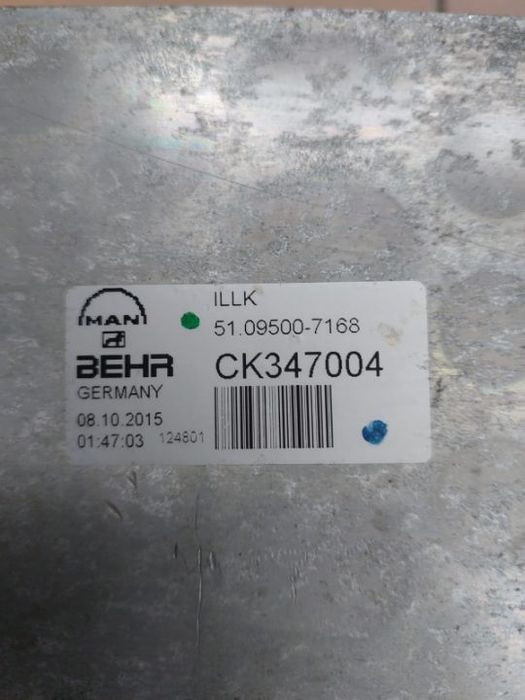 MAN
ILLK
51.09500-7168
BEHR
CK347004
GERMANY
08.10.2015
01:47:03 124801